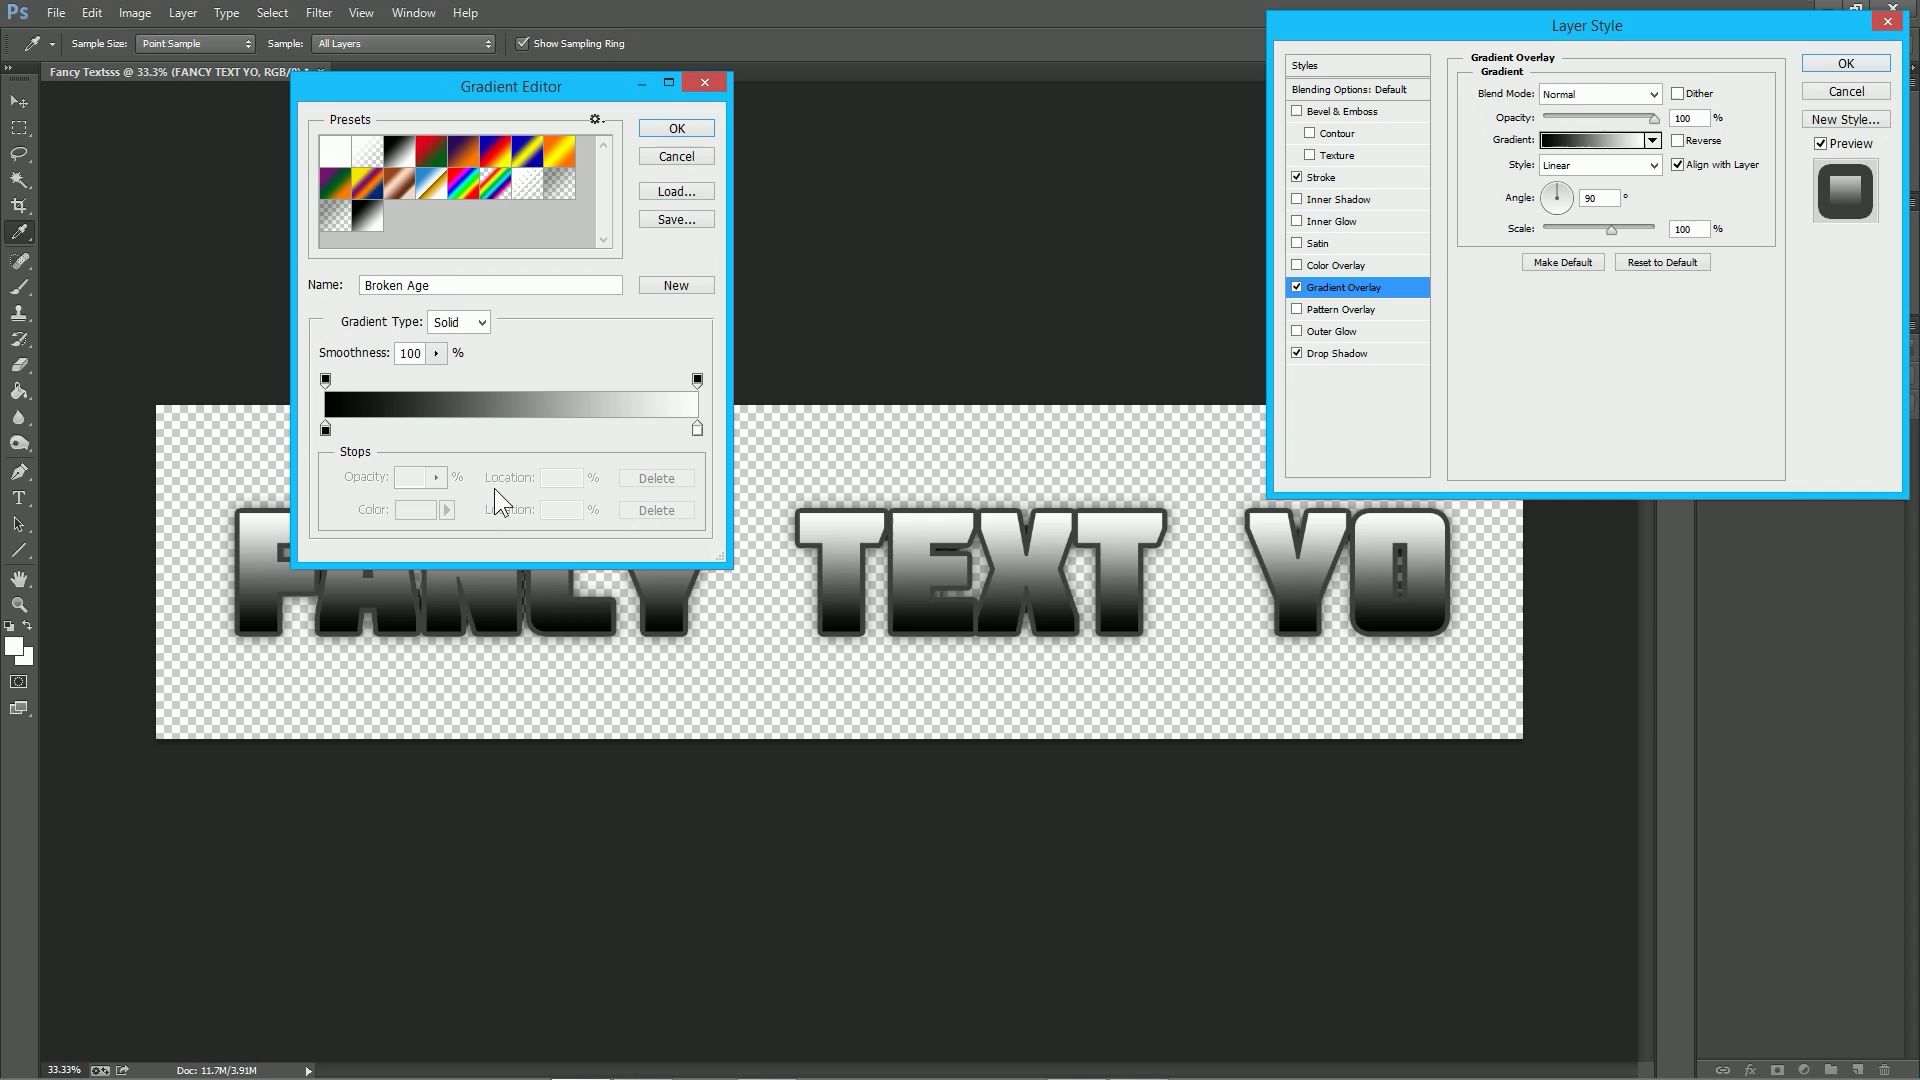 Ps File Edit Image Layer Type Select Filter View Window Help
Sample Size: Point Sample Sample: All Layers Show Sampling Ring
Fancy Textsss @ 33.3% (FANCY TEXT YO, RGB/8) *
Gradient Editor
Presets
OK
Cancel
Load...
Save...
Name: Broken Age New
Gradient Type: Solid
Smoothness: 100 %
Stops
Opacity: % Location: % Delete
Color: Location: % Delete
Layer Style
Styles
Blending Options: Default
Bevel & Emboss
Contour
Texture
Stroke
Inner Shadow
Inner Glow
Satin
Color Overlay
Gradient Overlay
Pattern Overlay
Outer Glow
Drop Shadow
Gradient Overlay
Gradient
Blend Mode: Normal Dither
Opacity: 100 %
Gradient: Reverse
Style: Linear Align with Layer
Angle: 90 °
Scale: 100 %
Make Default Reset to Default
OK
Cancel
New Style...
Preview
FANCY TEXT YO
33.33% Doc: 11.7M/3.91M